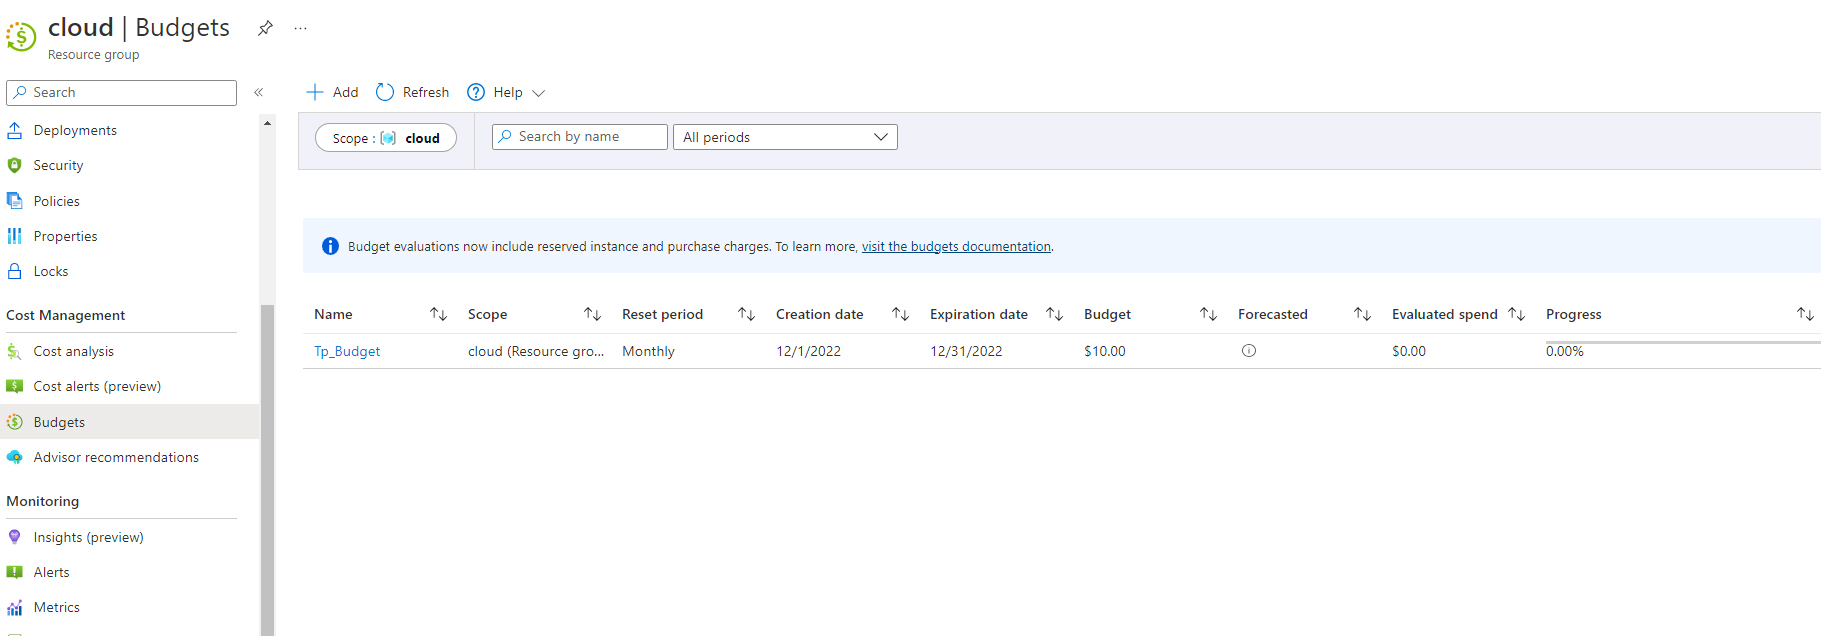 cloud | Budgets
Resource group
Search
Deployments
Security
Policies
Properties
Locks
Cost Management
Cost analysis
Cost alerts (preview)
Budgets
Advisor recommendations
Monitoring
Insights (preview)
Alerts
Metrics
Add Refresh Help
Scope : cloud Search by name All periods
Budget evaluations now include reserved instance and purchase charges. To learn more, visit the budgets documentation.
Name Scope Reset period Creation date Expiration date Budget Forecasted Evaluated spend Progress
Tp_Budget cloud (Resource gro... Monthly 12/1/2022 12/31/2022 $10.00 $0.00 0.00%